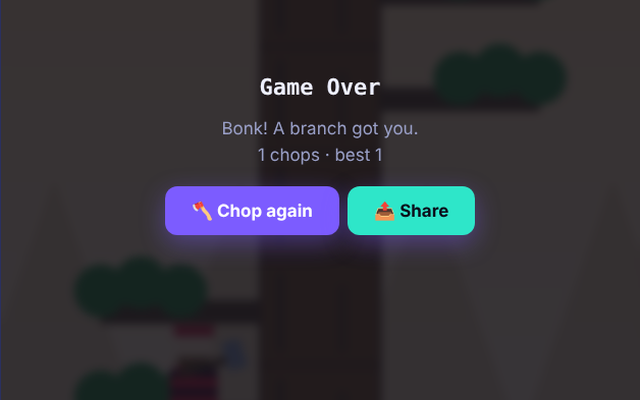 Game Over
Bonk! A branch got you.
1 chops · best 1
🪓 Chop again
📤 Share